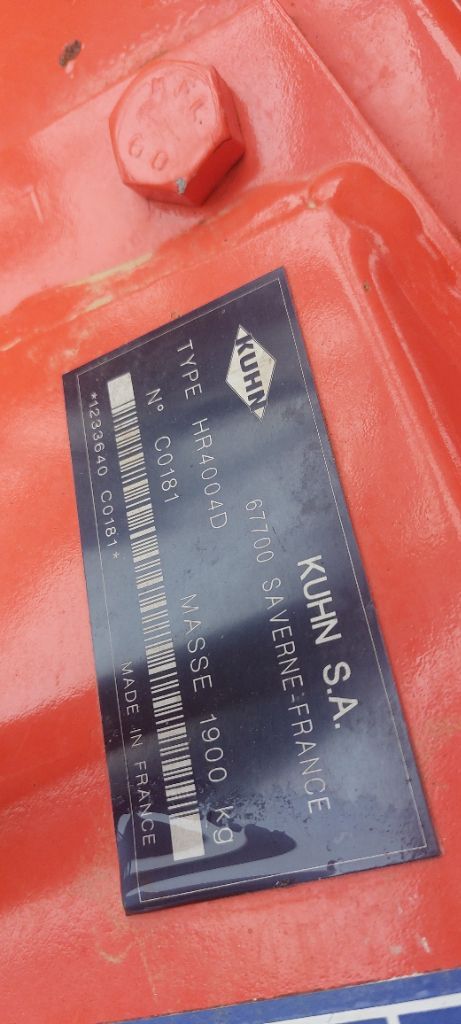 KUHN
KUHN S.A.
67700 SAVERNE-FRANCE
TYPE HR4004D
MASSE 1900 kg
N° C0181
*1233640 C0181*
MADE IN FRANCE